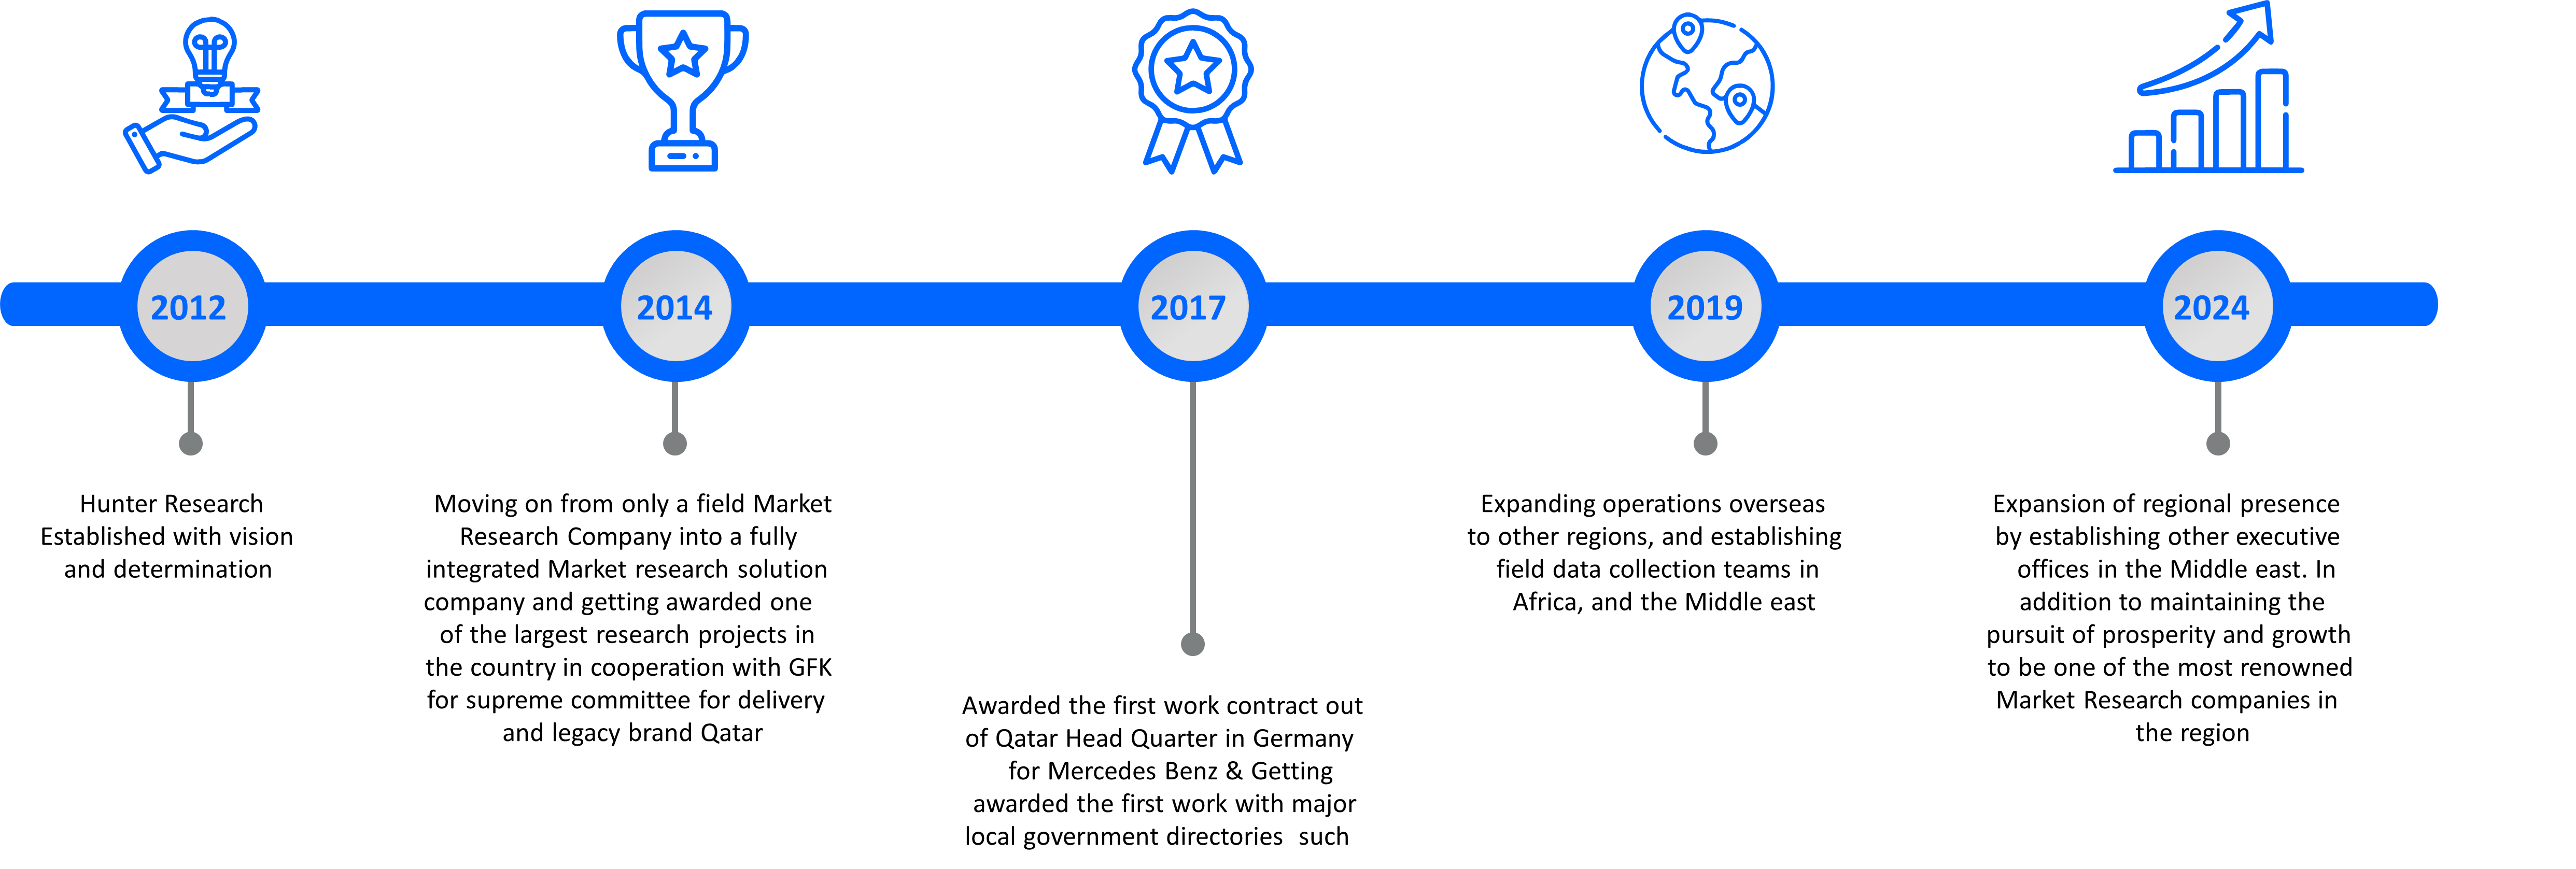 2012
2014
2017
2019
2024
Hunter Research
Established with vision
and determination
Moving on from only a field Market
Research Company into a fully
integrated Market research solution
company and getting awarded one
of the largest research projects in
the country in cooperation with GFK
for supreme committee for delivery
and legacy brand Qatar
Awarded the first work contract out
of Qatar Head Quarter in Germany
for Mercedes Benz & Getting
awarded the first work with major
local government directories such
Expanding operations overseas
to other regions, and establishing
field data collection teams in
Africa, and the Middle east
Expansion of regional presence
by establishing other executive
offices in the Middle east. In
addition to maintaining the
pursuit of prosperity and growth
to be one of the most renowned
Market Research companies in
the region